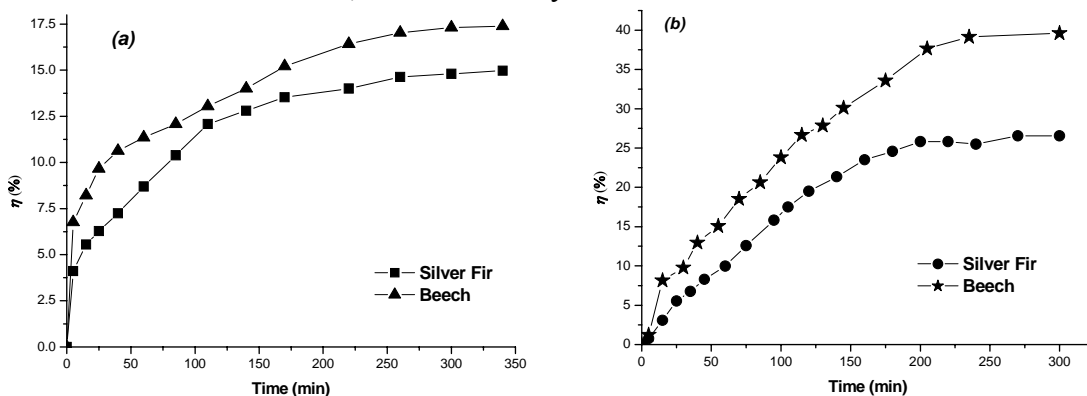 (a)
17.5
15.0
12.5
10.0
7.5
5.0
2.5
0.0
η (%)
Silver Fir
Beech
0 50 100 150 200 250 300 350
Time (min)
(b)
40
35
30
25
20
15
10
5
0
η (%)
Silver Fir
Beech
0 50 100 150 200 250 300
Time (min)